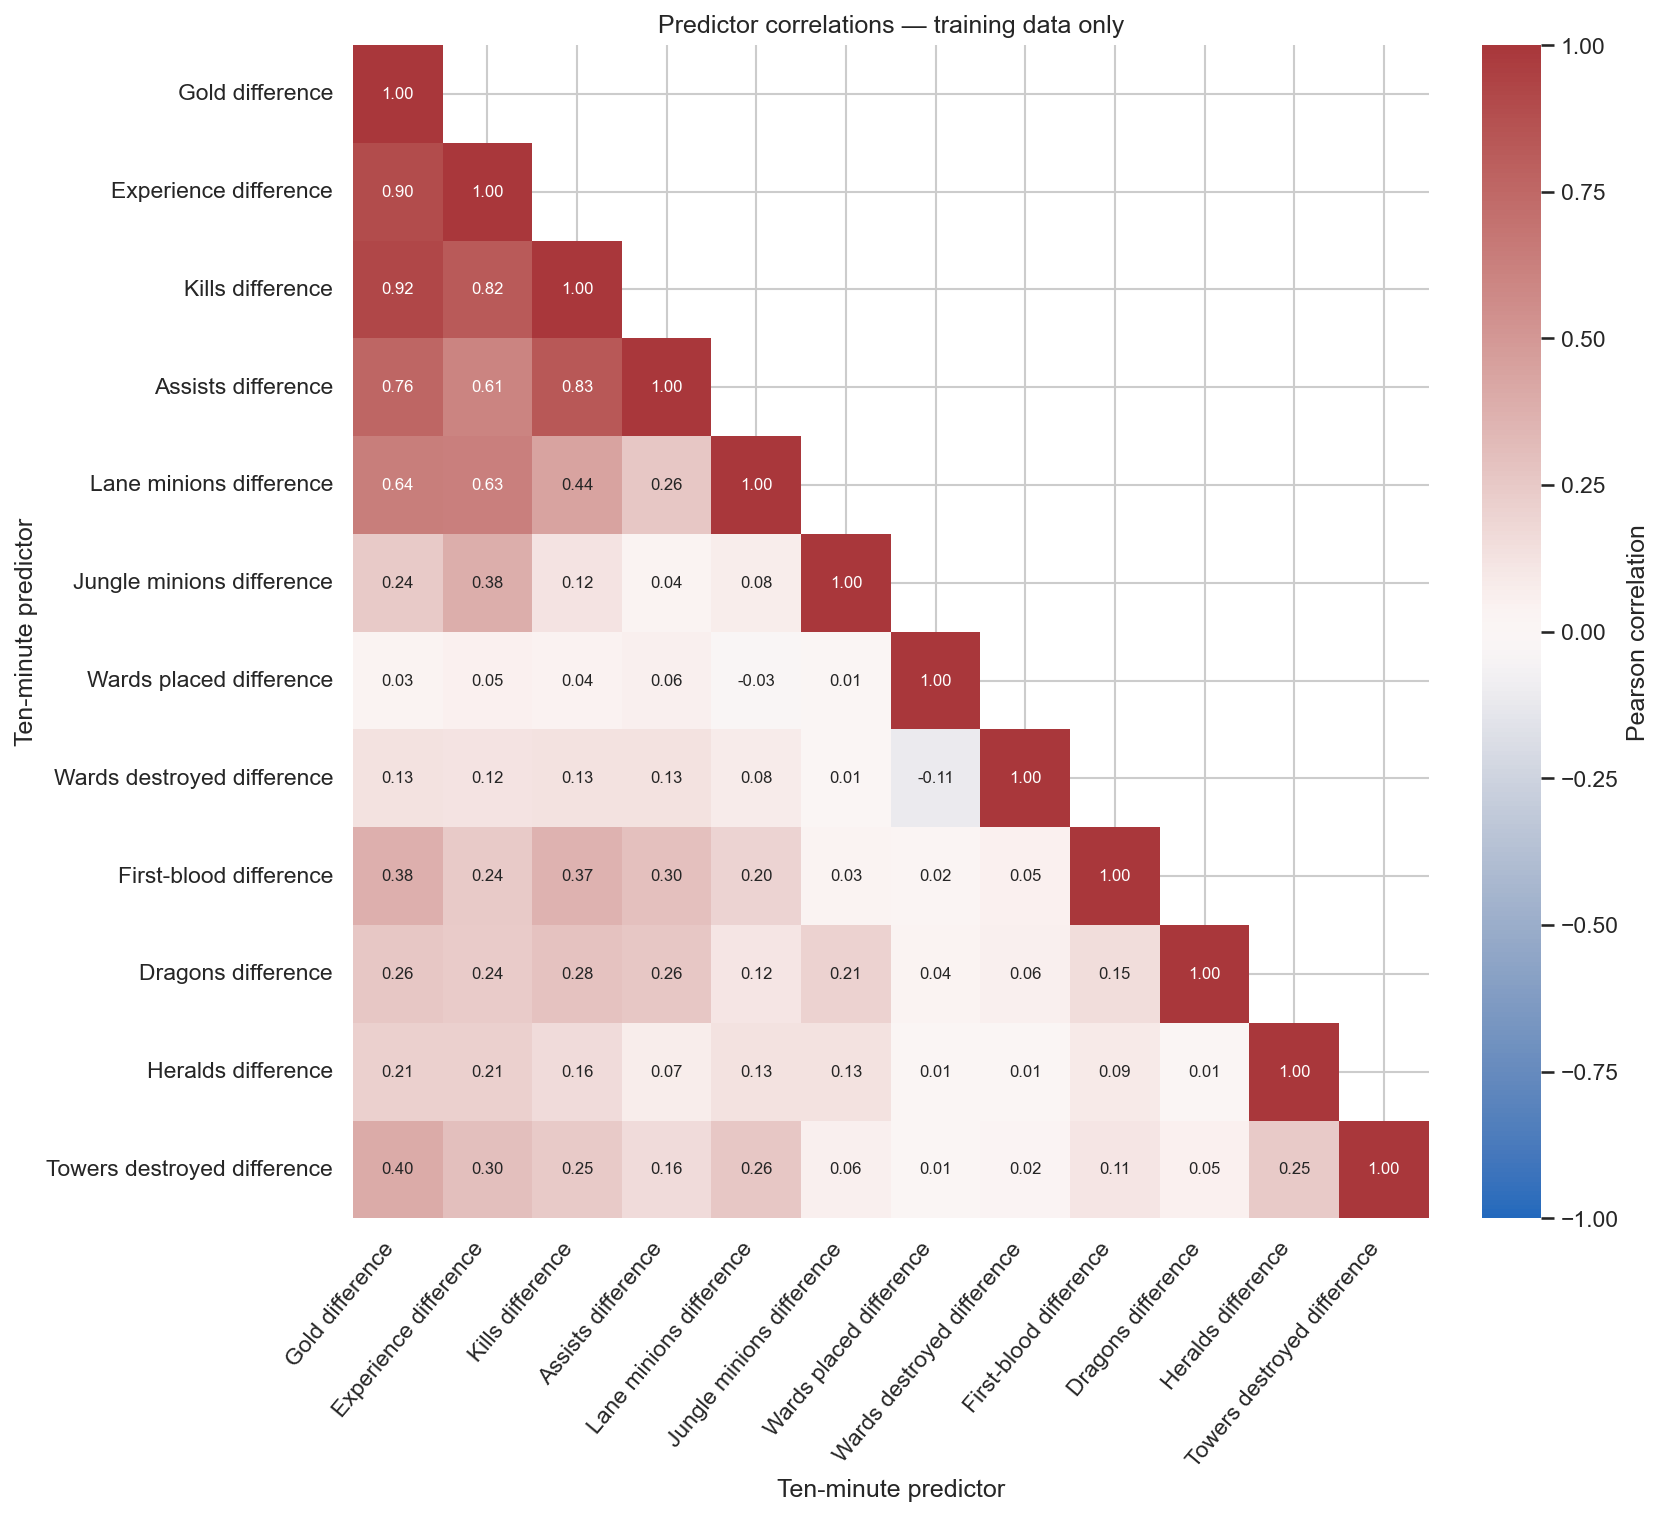 Predictor correlations — training data only
Gold difference
1.00
Experience difference
0.90 1.00
Kills difference
0.92 0.82 1.00
Assists difference
0.76 0.61 0.83 1.00
Lane minions difference
0.64 0.63 0.44 0.26 1.00
Jungle minions difference
0.24 0.38 0.12 0.04 0.08 1.00
Wards placed difference
0.03 0.05 0.04 0.06 -0.03 0.01 1.00
Wards destroyed difference
0.13 0.12 0.13 0.13 0.08 0.01 -0.11 1.00
First-blood difference
0.38 0.24 0.37 0.30 0.20 0.03 0.02 0.05 1.00
Dragons difference
0.26 0.24 0.28 0.26 0.12 0.21 0.04 0.06 0.15 1.00
Heralds difference
0.21 0.21 0.16 0.07 0.13 0.13 0.01 0.01 0.09 0.01 1.00
Towers destroyed difference
0.40 0.30 0.25 0.16 0.26 0.06 0.01 0.02 0.11 0.05 0.25 1.00
Ten-minute predictor
Gold difference
Experience difference
Kills difference
Assists difference
Lane minions difference
Jungle minions difference
Wards placed difference
Wards destroyed difference
First-blood difference
Dragons difference
Heralds difference
Towers destroyed difference
Ten-minute predictor
1.00
0.75
0.50
0.25
0.00
−0.25
−0.50
−0.75
−1.00
Pearson correlation